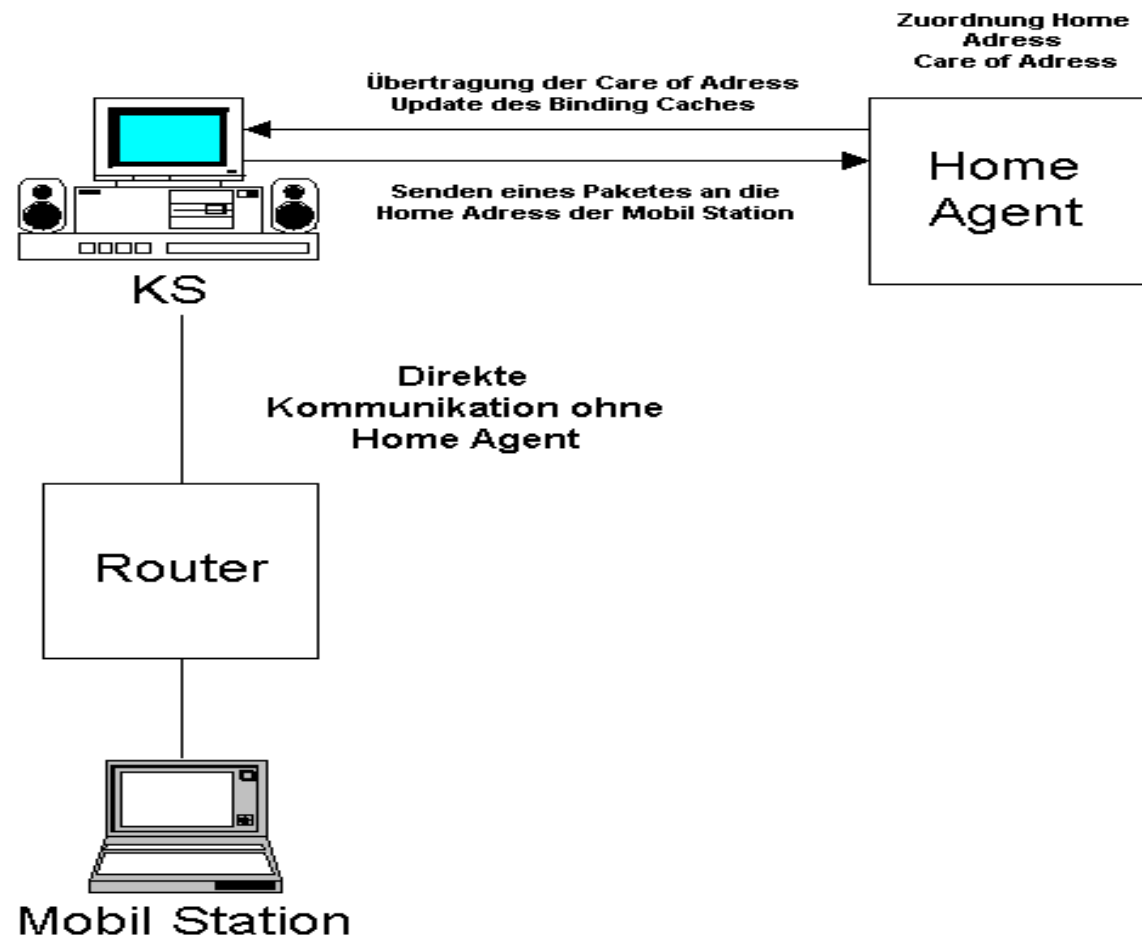 Zuordnung Home
Adress
Care of Adress
Übertragung der Care of Adress
Update des Binding Caches
Senden eines Paketes an die
Home Adress der Mobil Station
Home
Agent
KS
Direkte
Kommunikation ohne
Home Agent
Router
Mobil Station